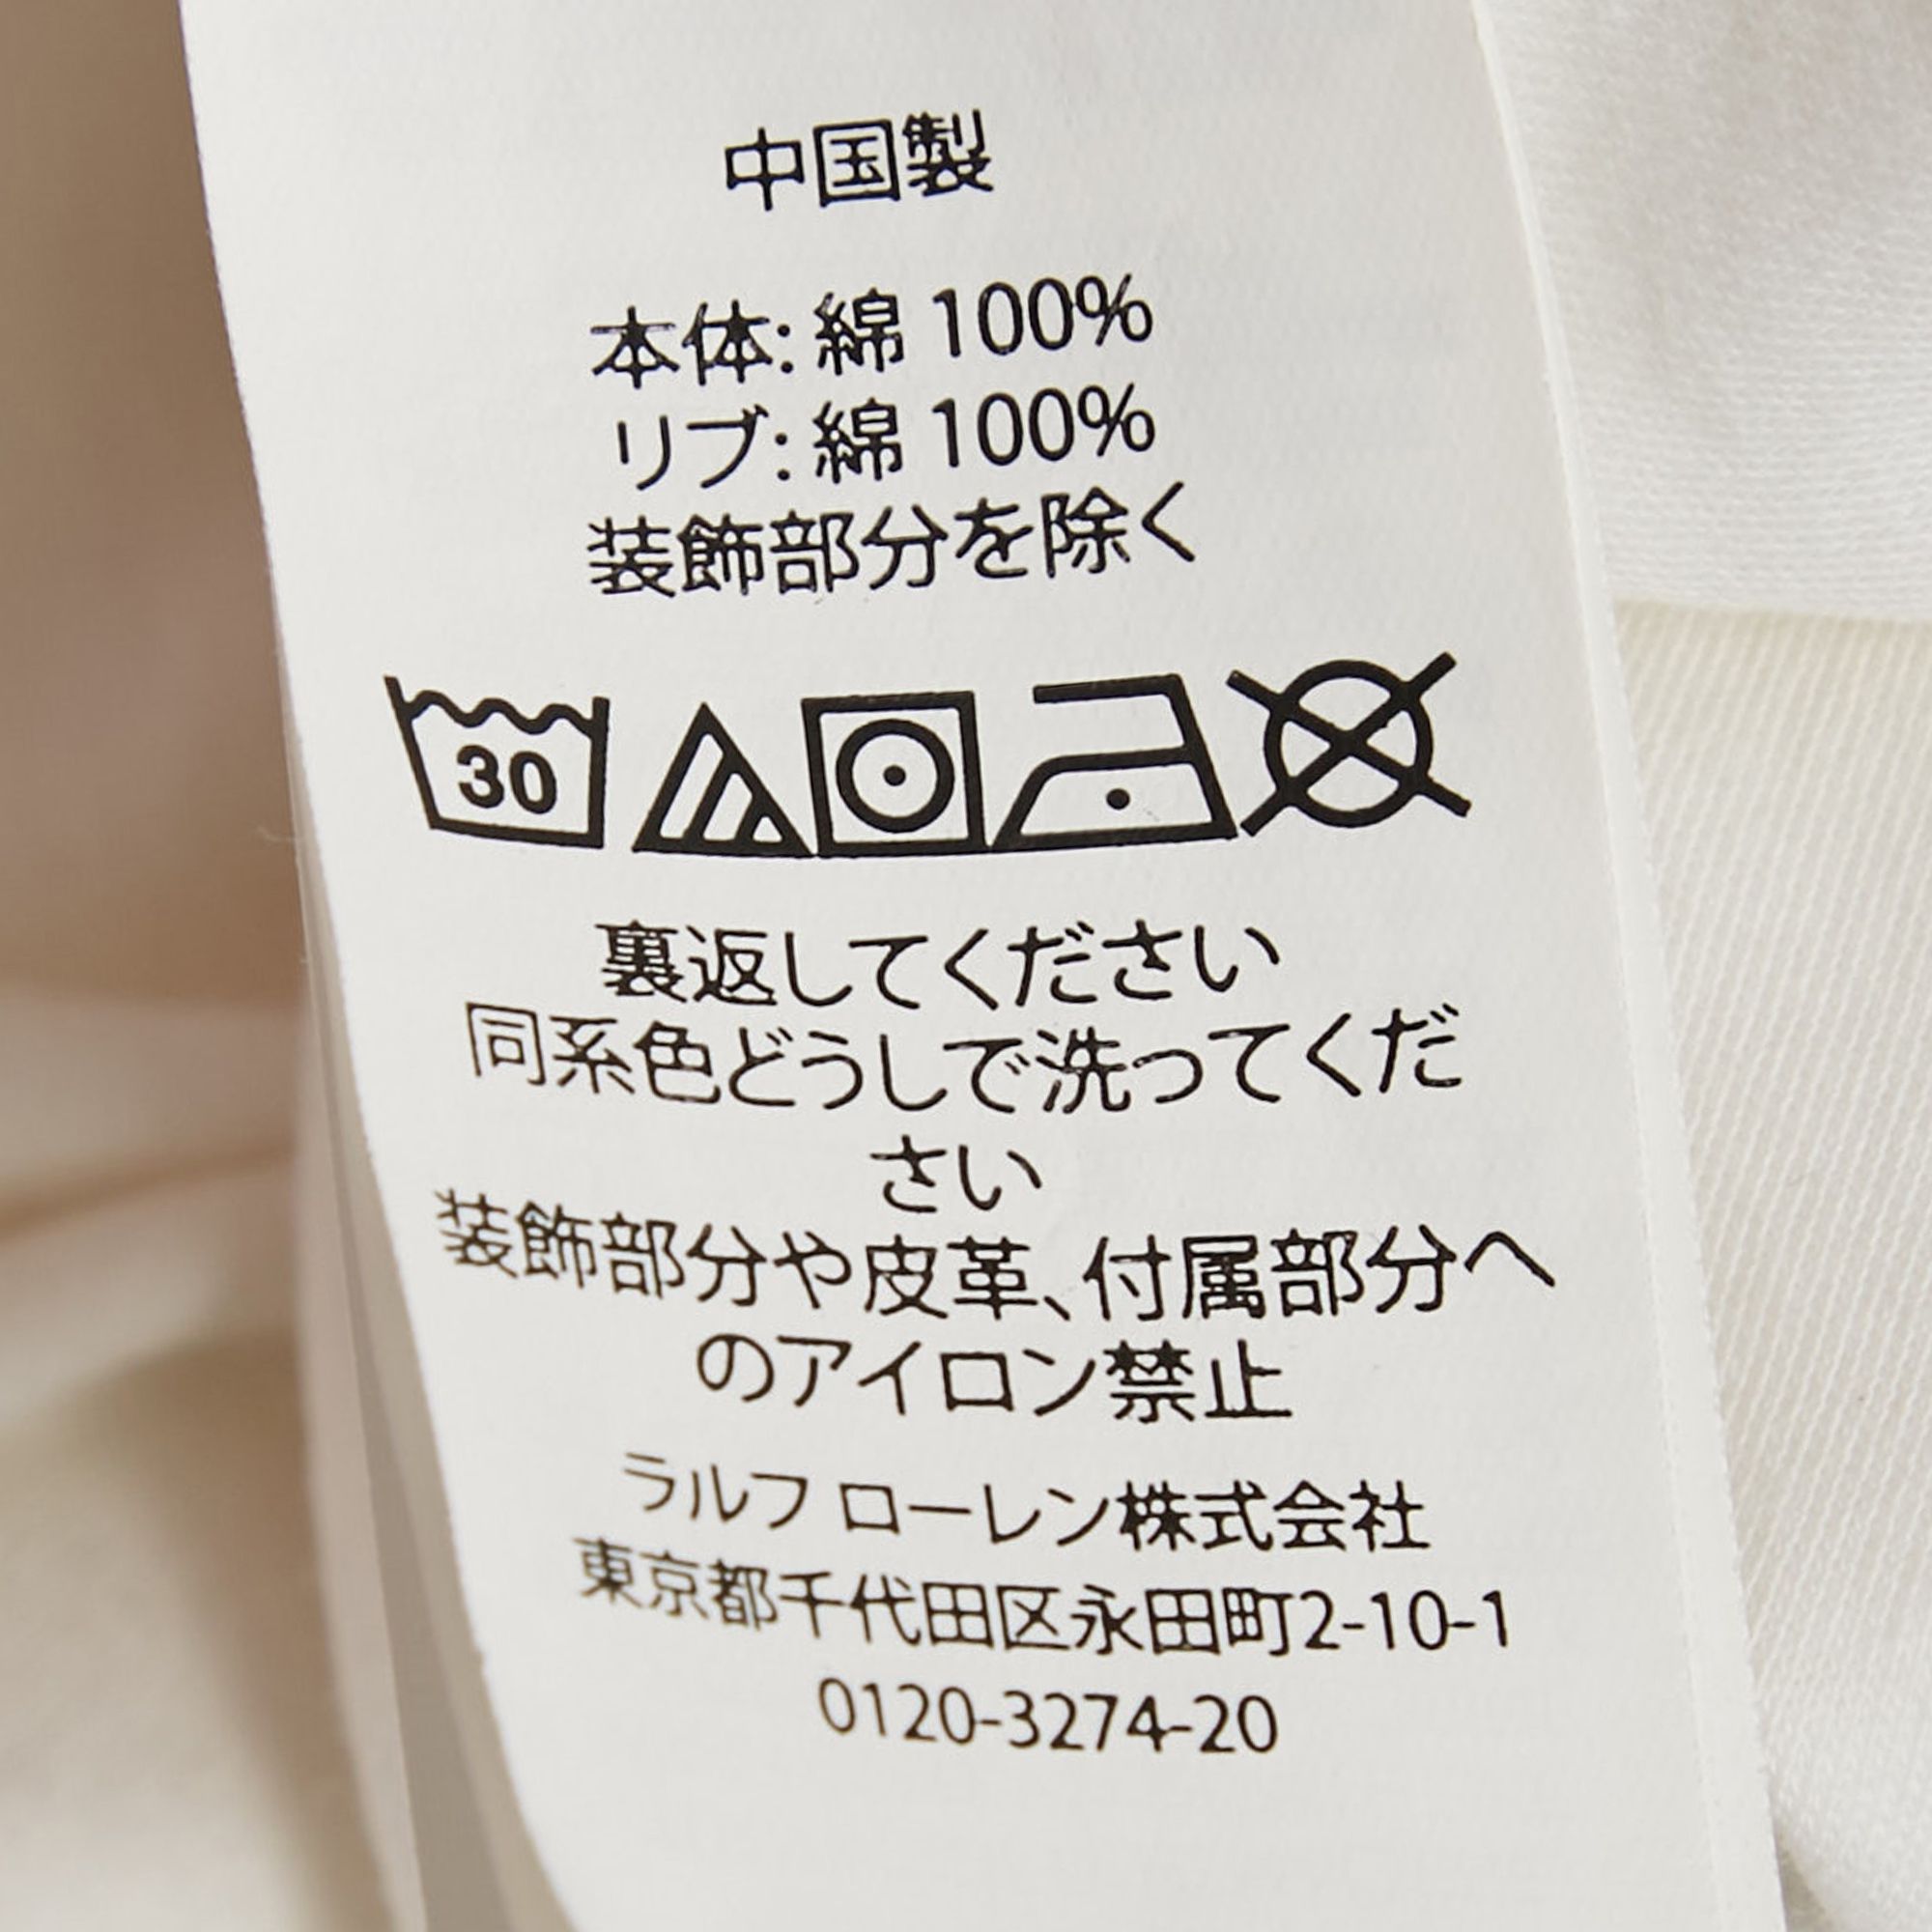 中国製
本体: 綿 100%
リブ: 綿 100%
装飾部分を除く
30
裏返してください
同系色どうしで洗ってくだ
さい
装飾部分や皮革、付属部分へ
のアイロン禁止
ラルフ ローレン株式会社
東京都千代田区永田町2-10-1
0120-3274-20